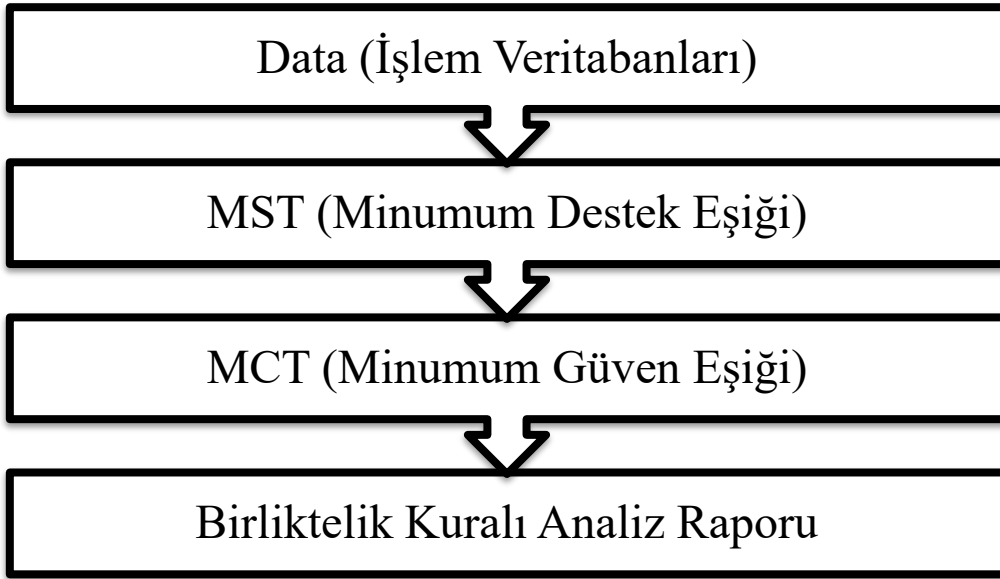 Data (İşlem Veritabanları)
MST (Minumum Destek Eşiği)
MCT (Minumum Güven Eşiği)
Birliktelik Kuralı Analiz Raporu